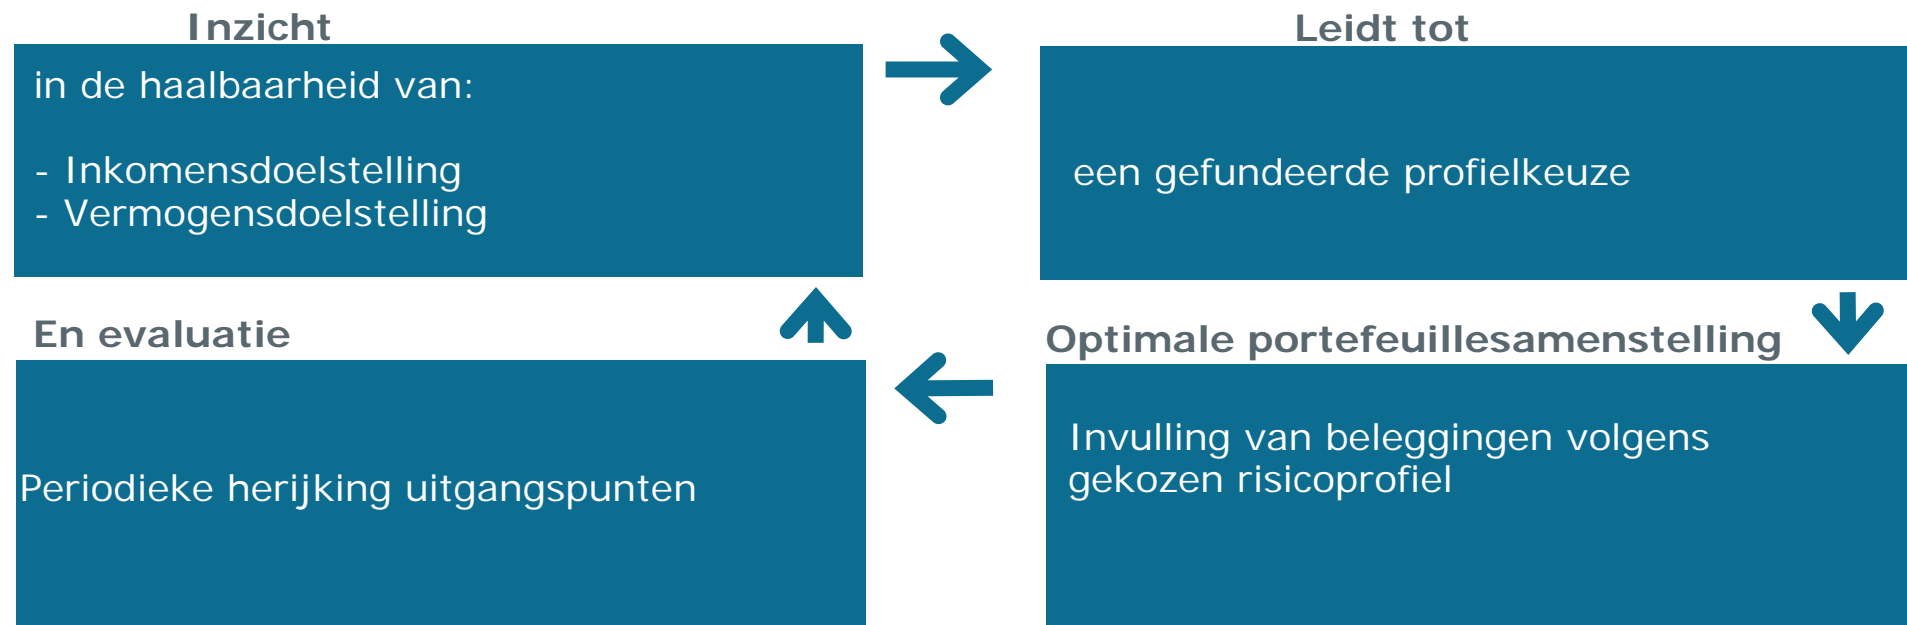 Inzicht
in de haalbaarheid van:
- Inkomensdoelstelling
- Vermogensdoelstelling
Leidt tot
een gefundeerde profielkeuze
Optimale portefeuillesamenstelling
Invulling van beleggingen volgens
gekozen risicoprofiel
En evaluatie
Periodieke herijking uitgangspunten